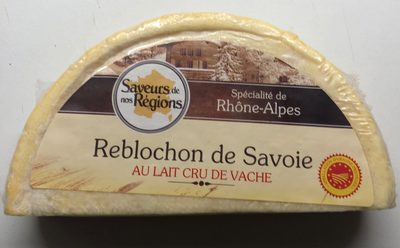 Saveurs de
nos Régions
Spécialité de
Rhône-Alpes
Reblochon de Savoie
AU LAIT CRU DE VACHE